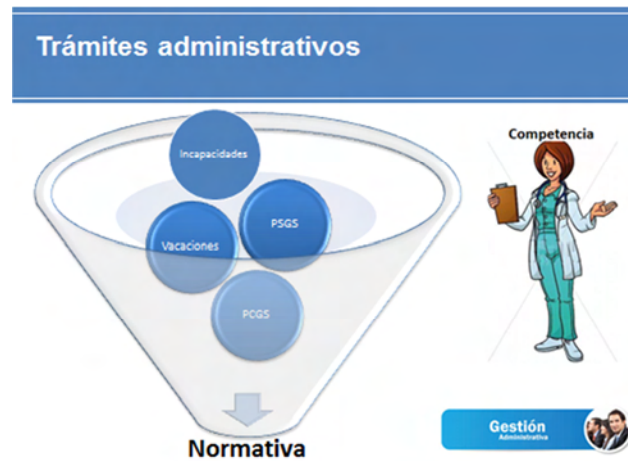 Trámites administrativos
Competencia
Incapacidades
PSGS
Vacaciones
PCGS
Normativa
Gestión
Administrativa